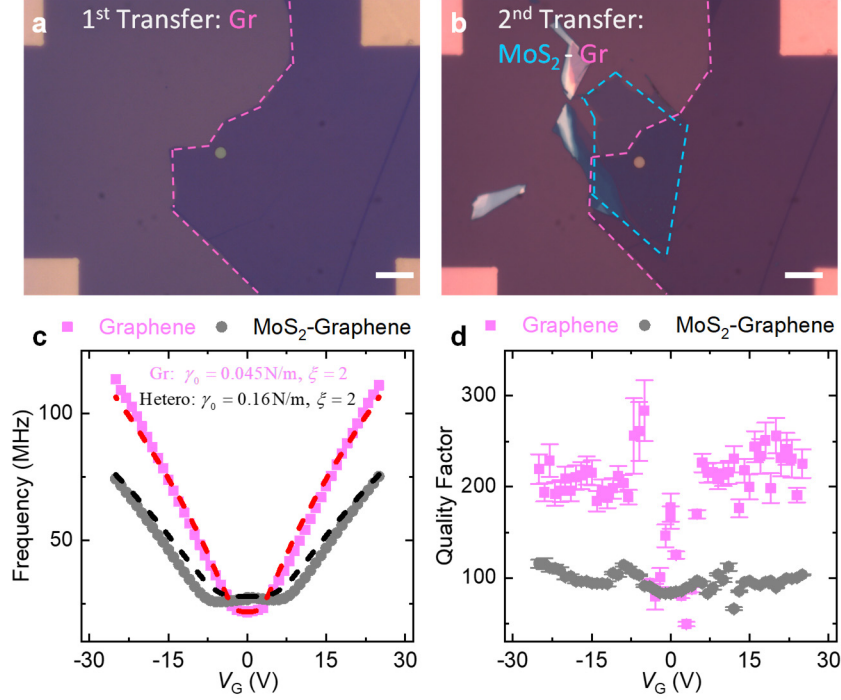 a 1st Transfer: Gr
b 2nd Transfer:
MoS2 - Gr
c Graphene MoS2-Graphene
Gr: γ0 = 0.045N/m, ξ = 2
Hetero: γ0 = 0.16N/m, ξ = 2
Frequency (MHz)
100
50
-30 -15 0 15 30
VG (V)
d Graphene MoS2-Graphene
Quality Factor
300
200
100
-30 -15 0 15 30
VG (V)